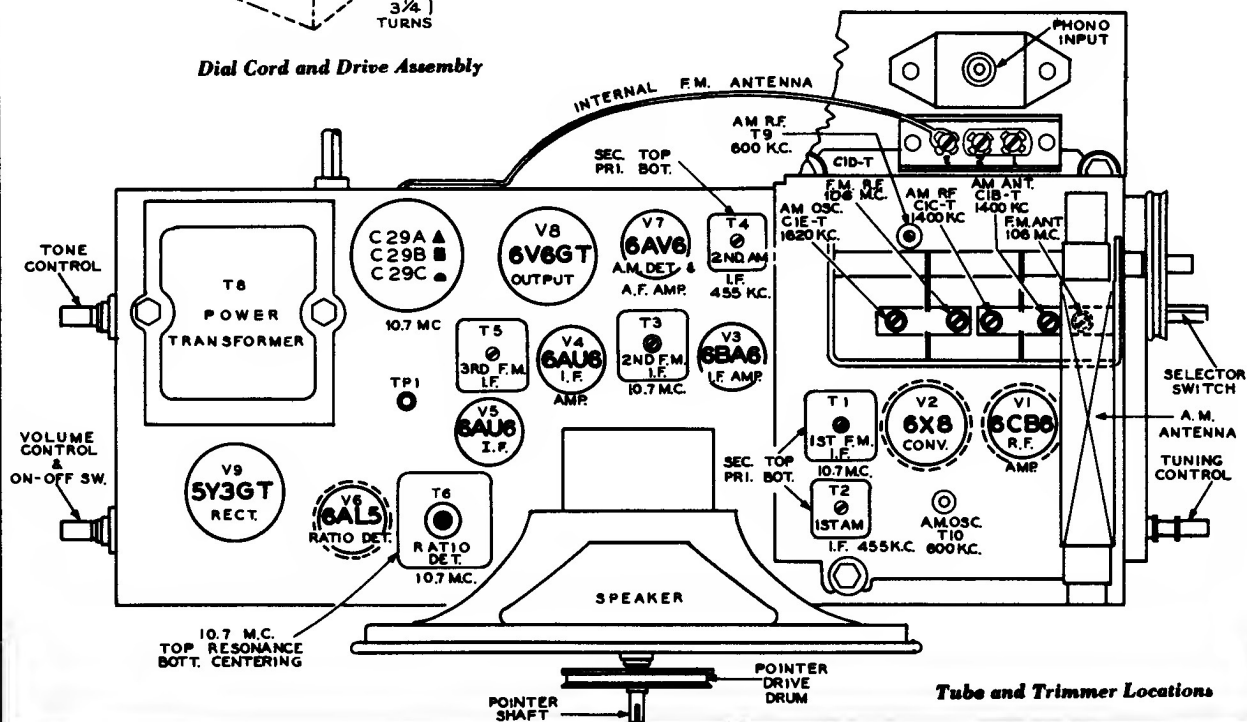 3 1/4
TURNS
Dial Cord and Drive Assembly
PHONO
INPUT
INTERNAL F.M. ANTENNA
AM R.F.
T9
600 K.C.
SEC. TOP
PRI. BOT.
C1D-T
F.M. R.F.
106 M.C.
AM OSC.
C1E-T
1620 KC
AM RF
C1C-T
1400 KC
AM ANT.
C1B-T
1400 KC
F.M. ANT
106 M.C.
TONE
CONTROL
T8
POWER
TRANSFORMER
C29A
C29B
C29C
10.7 MC
V8
6V6GT
OUTPUT
V7
6AV6
A.M. DET. &
A.F. AMP.
T4
2ND AM
I.F.
455 K.C.
T5
3RD F.M.
I.F.
V4
6AU6
I.F.
AMP.
T3
2ND F.M.
I.F.
10.7 M.C.
V3
6BA6
I.F. AMP.
TP1
V5
6AU6
I.F.
SELECTOR
SWITCH
A.M.
ANTENNA
TUNING
CONTROL
VOLUME
CONTROL
&
ON-OFF SW.
V9
5Y3GT
RECT.
V6
6AL5
RATIO DET.
T6
RATIO
DET.
10.7 M.C.
SEC. TOP
PRI. BOT.
T1
1ST F.M.
I.F.
10.7 M.C.
T2
1ST AM
I.F. 455 K.C.
V2
6X8
CONV.
V1
6CB6
R.F.
AMP.
A.M. OSC.
T10
600 K.C.
SPEAKER
10.7 M.C.
TOP RESONANCE
BOTT. CENTERING
POINTER
DRIVE
DRUM
POINTER
SHAFT
Tube and Trimmer Locations